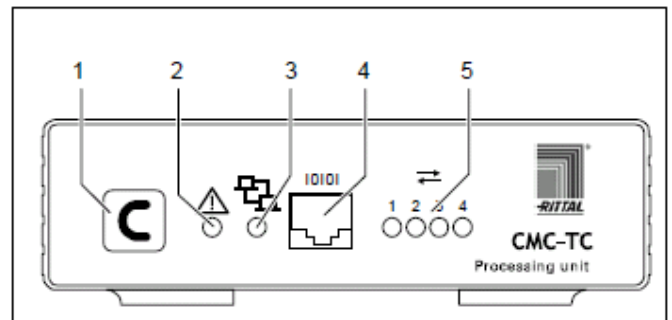 1 2 3 4 5
IOIOI
1 2 3 4
RITTAL
CMC-TC
Processing unit
C